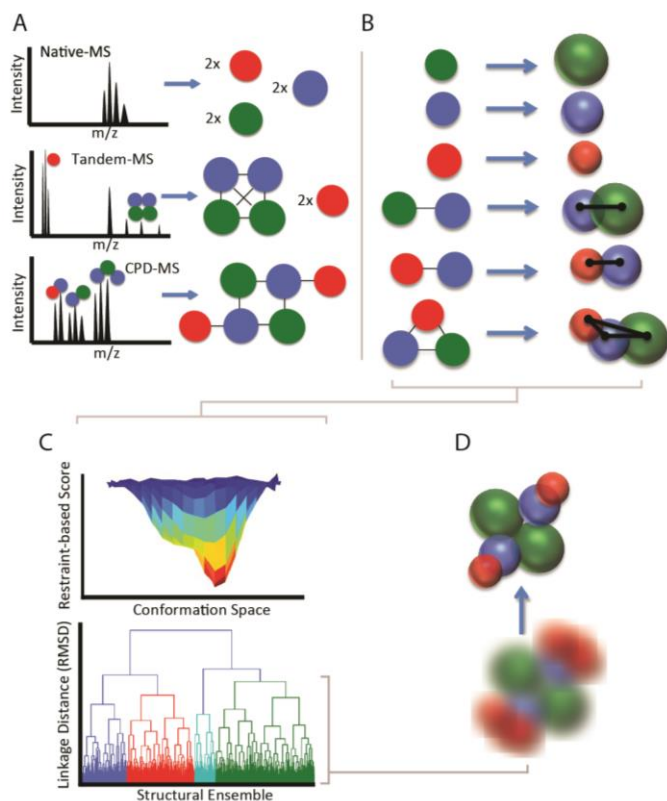 A
Native-MS
Intensity
m/z
2x
2x
2x
Tandem-MS
Intensity
m/z
2x
CPD-MS
Intensity
m/z
B
C
Restraint-based Score
Conformation Space
Linkage Distance (RMSD)
Structural Ensemble
D